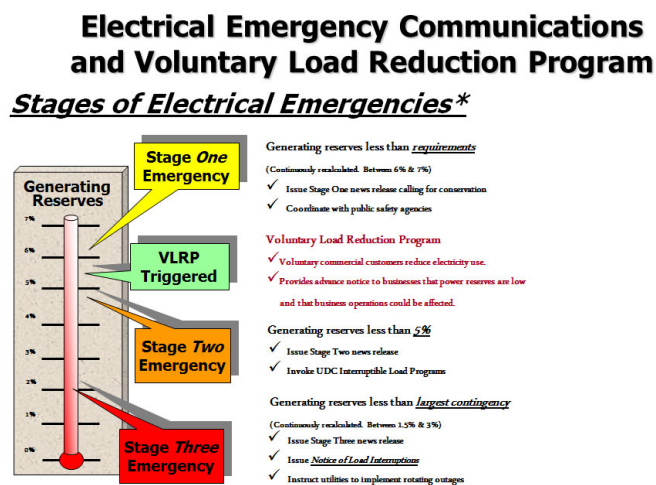 Electrical Emergency Communications
and Voluntary Load Reduction Program
Stages of Electrical Emergencies*
Generating
Reserves
7%
6%
5%
4%
3%
2%
1%
0%
Stage One
Emergency
Generating reserves less than requirements
(Continuously recalculated. Between 6% & 7%)
✓ Issue Stage One news release calling for conservation
✓ Coordinate with public safety agencies
VLRP
Triggered
Voluntary Load Reduction Program
✓Voluntary commercial customers reduce electricity use.
✓Provides advance notice to businesses that power reserves are low
and that business operations could be affected.
Stage Two
Emergency
Generating reserves less than 5%
✓ Issue Stage Two news release
✓ Invoke UDC Interruptible Load Programs
Stage Three
Emergency
Generating reserves less than largest contingency
(Continuously recalculated. Between 1.5% & 3%)
✓ Issue Stage Three news release
✓ Issue Notice of Load Interruptions
✓ Instruct utilities to implement rotating outages